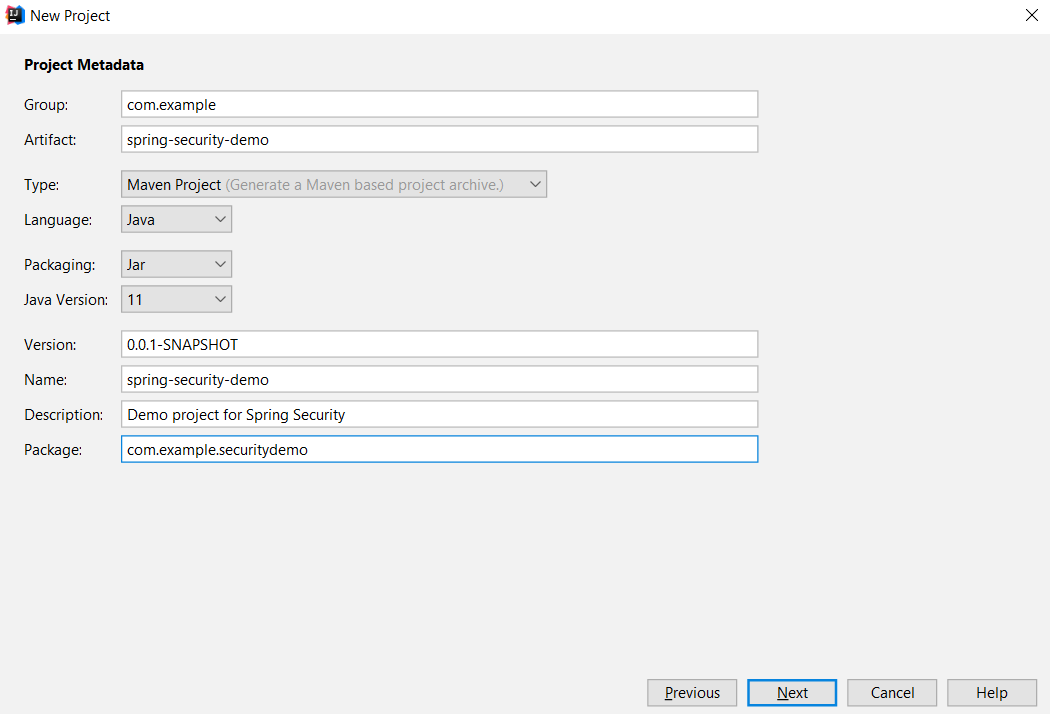 New Project
Project Metadata
Group: com.example
Artifact: spring-security-demo
Type: Maven Project (Generate a Maven based project archive.)
Language: Java
Packaging: Jar
Java Version: 11
Version: 0.0.1-SNAPSHOT
Name: spring-security-demo
Description: Demo project for Spring Security
Package: com.example.securitydemo
Previous Next Cancel Help